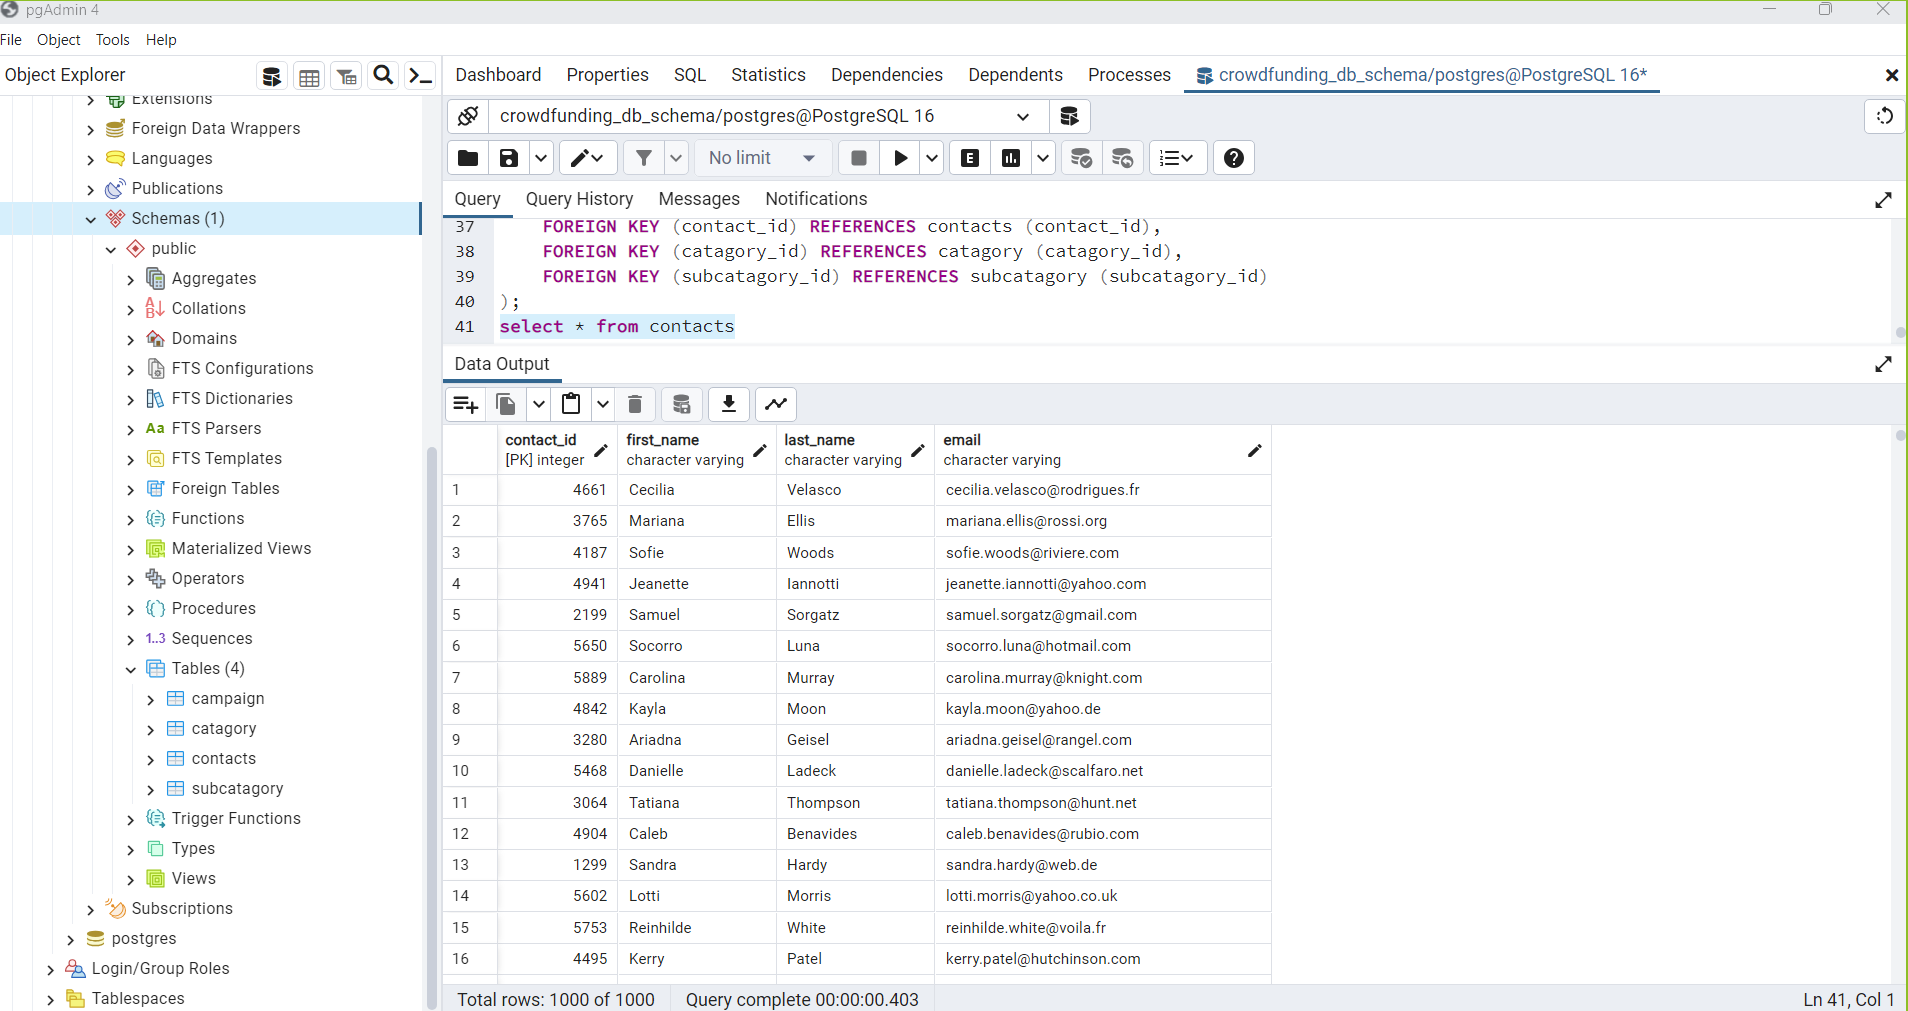 pgAdmin 4
File Object Tools Help
Object Explorer
Dashboard Properties SQL Statistics Dependencies Dependents Processes crowdfunding_db_schema/postgres@PostgreSQL 16*
Extensions
Foreign Data Wrappers
Languages
Publications
Schemas (1)
public
Aggregates
Collations
Domains
FTS Configurations
FTS Dictionaries
Aa FTS Parsers
FTS Templates
Foreign Tables
Functions
Materialized Views
Operators
Procedures
1..3 Sequences
Tables (4)
campaign
catagory
contacts
subcatagory
Trigger Functions
Types
Views
Subscriptions
postgres
Login/Group Roles
Tablespaces
crowdfunding_db_schema/postgres@PostgreSQL 16
No limit E
Query Query History Messages Notifications
37 FOREIGN KEY (contact_id) REFERENCES contacts (contact_id),
38 FOREIGN KEY (catagory_id) REFERENCES catagory (catagory_id),
39 FOREIGN KEY (subcatagory_id) REFERENCES subcatagory (subcatagory_id)
40 );
41 select * from contacts
Data Output
contact_id first_name last_name email
[PK] integer character varying character varying character varying
1 4661 Cecilia Velasco cecilia.velasco@rodrigues.fr
2 3765 Mariana Ellis mariana.ellis@rossi.org
3 4187 Sofie Woods sofie.woods@riviere.com
4 4941 Jeanette Iannotti jeanette.iannotti@yahoo.com
5 2199 Samuel Sorgatz samuel.sorgatz@gmail.com
6 5650 Socorro Luna socorro.luna@hotmail.com
7 5889 Carolina Murray carolina.murray@knight.com
8 4842 Kayla Moon kayla.moon@yahoo.de
9 3280 Ariadna Geisel ariadna.geisel@rangel.com
10 5468 Danielle Ladeck danielle.ladeck@scalfaro.net
11 3064 Tatiana Thompson tatiana.thompson@hunt.net
12 4904 Caleb Benavides caleb.benavides@rubio.com
13 1299 Sandra Hardy sandra.hardy@web.de
14 5602 Lotti Morris lotti.morris@yahoo.co.uk
15 5753 Reinhilde White reinhilde.white@voila.fr
16 4495 Kerry Patel kerry.patel@hutchinson.com
Total rows: 1000 of 1000 Query complete 00:00:00.403 Ln 41, Col 1